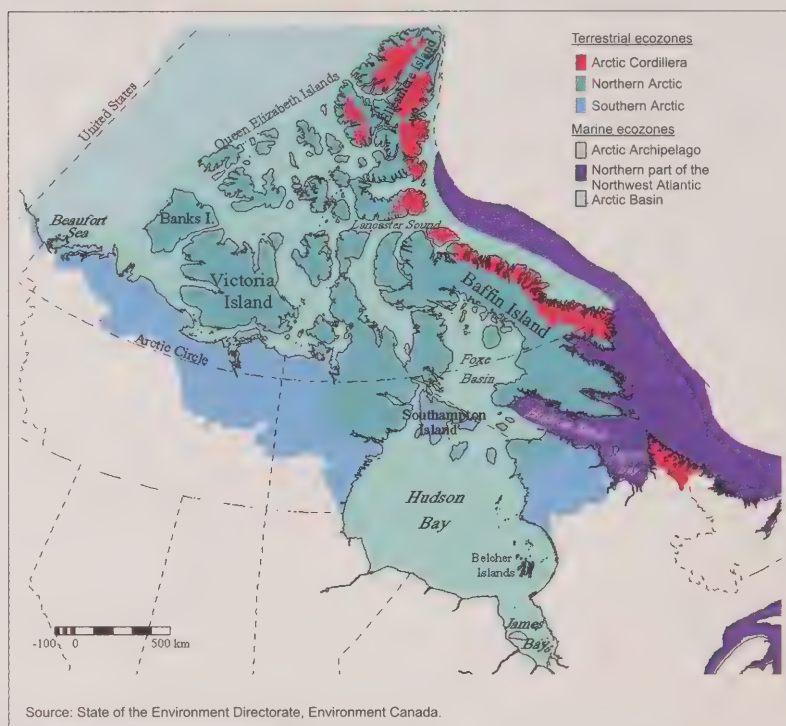 Terrestrial ecozones
Arctic Cordillera
Northern Arctic
Southern Arctic
Marine ecozones
Arctic Archipelago
Northern part of the
Northwest Atlantic
Arctic Basin
United States
Queen Elizabeth Islands
Island
Beaufort
Sea
Banks I.
Lancaster Sound
Victoria
Island
Baffin Island
Arctic Circle
Foxe
Basin
Southampton
Island
Hudson
Bay
Belcher
Islands
James
Bay
-100 0 500 km
Source: State of the Environment Directorate, Environment Canada.